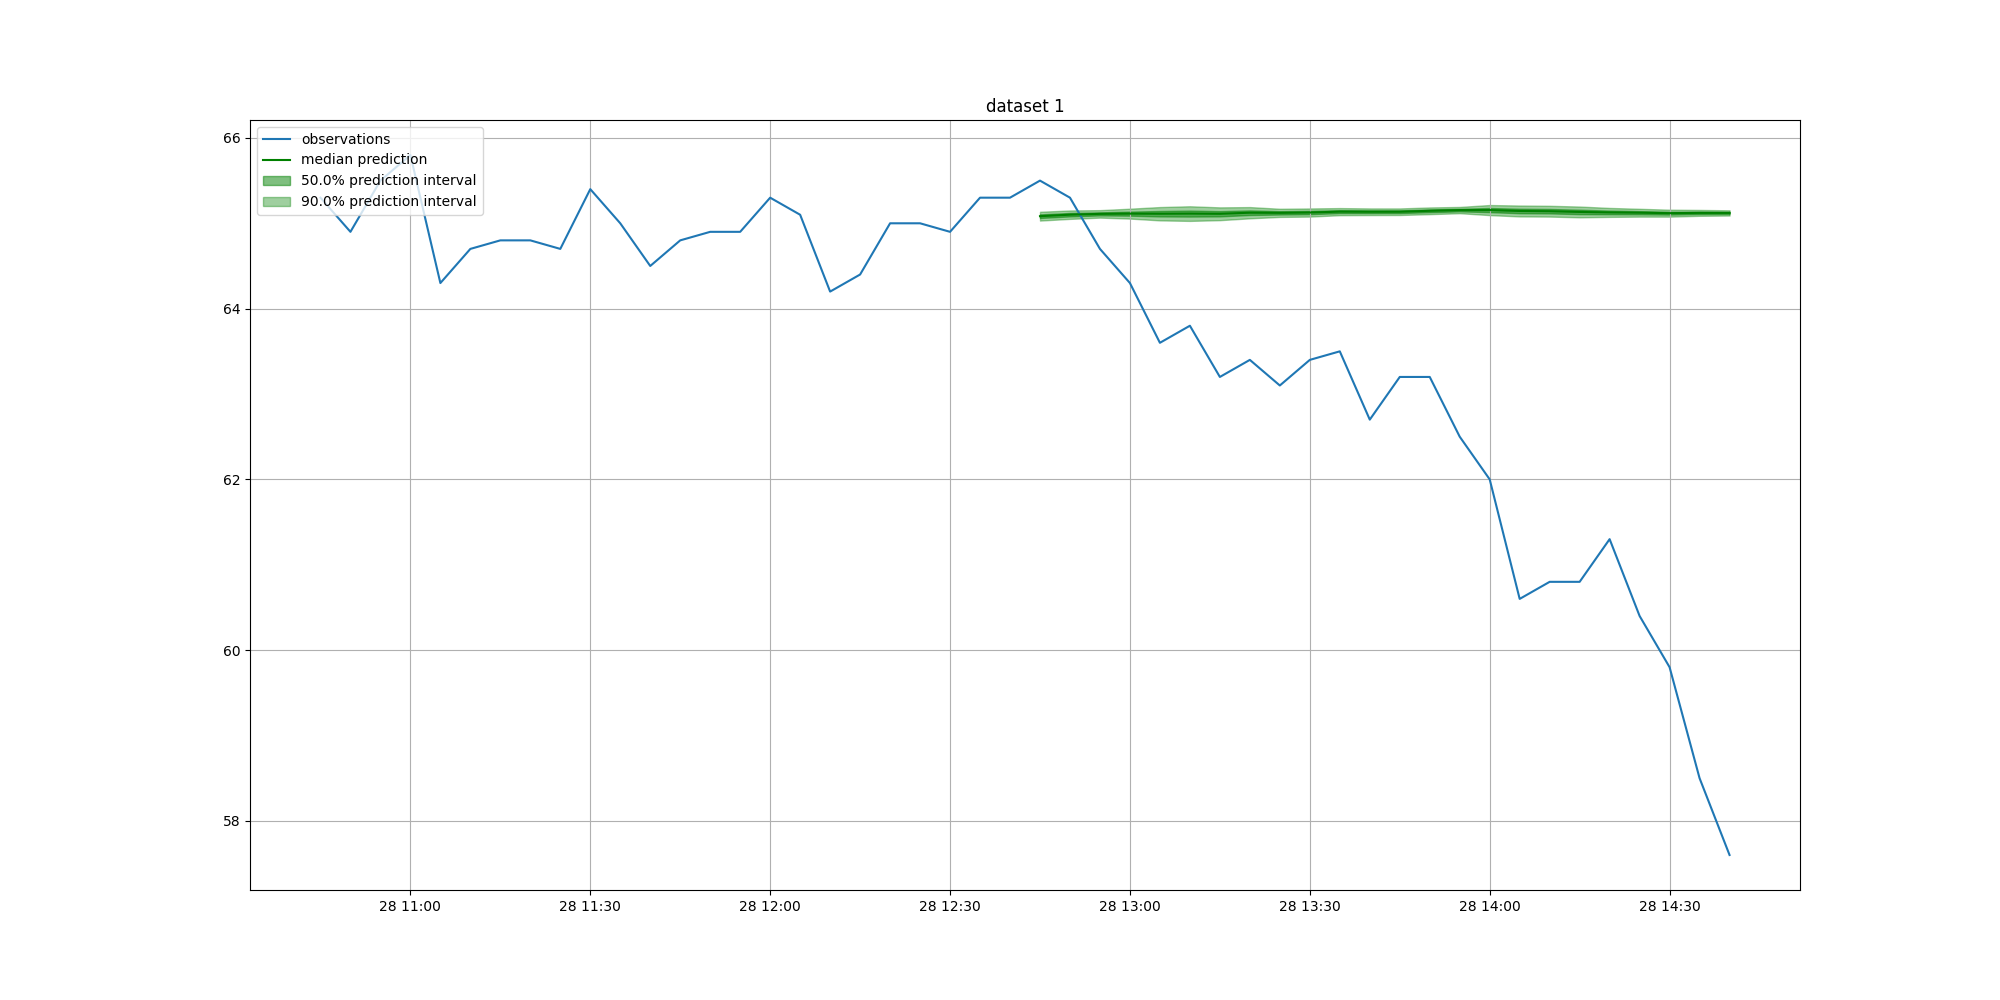 dataset 1
observations
median prediction
50.0% prediction interval
90.0% prediction interval
66
64
62
60
58
28 11:00
28 11:30
28 12:00
28 12:30
28 13:00
28 13:30
28 14:00
28 14:30